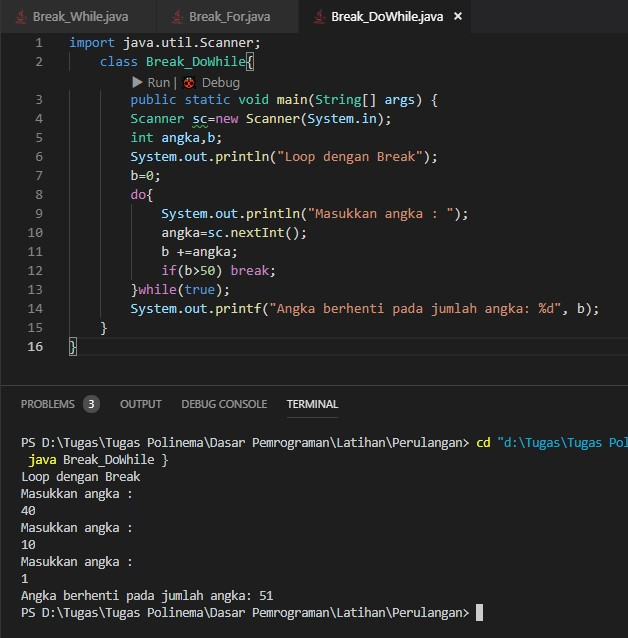 Break_While.java Break_For.java Break_DoWhile.java ×
1 import java.util.Scanner;
2 class Break_DoWhile{
Run | Debug
3 public static void main(String[] args) {
4 Scanner sc=new Scanner(System.in);
5 int angka,b;
6 System.out.println("Loop dengan Break");
7 b=0;
8 do{
9 System.out.println("Masukkan angka : ");
10 angka=sc.nextInt();
11 b +=angka;
12 if(b>50) break;
13 }while(true);
14 System.out.printf("Angka berhenti pada jumlah angka: %d", b);
15 }
16 }
PROBLEMS 3 OUTPUT DEBUG CONSOLE TERMINAL
PS D:\Tugas\Tugas Polinema\Dasar Pemrograman\Latihan\Perulangan> cd "d:\Tugas\Tugas Pol
java Break_DoWhile }
Loop dengan Break
Masukkan angka :
40
Masukkan angka :
10
Masukkan angka :
1
Angka berhenti pada jumlah angka: 51
PS D:\Tugas\Tugas Polinema\Dasar Pemrograman\Latihan\Perulangan>